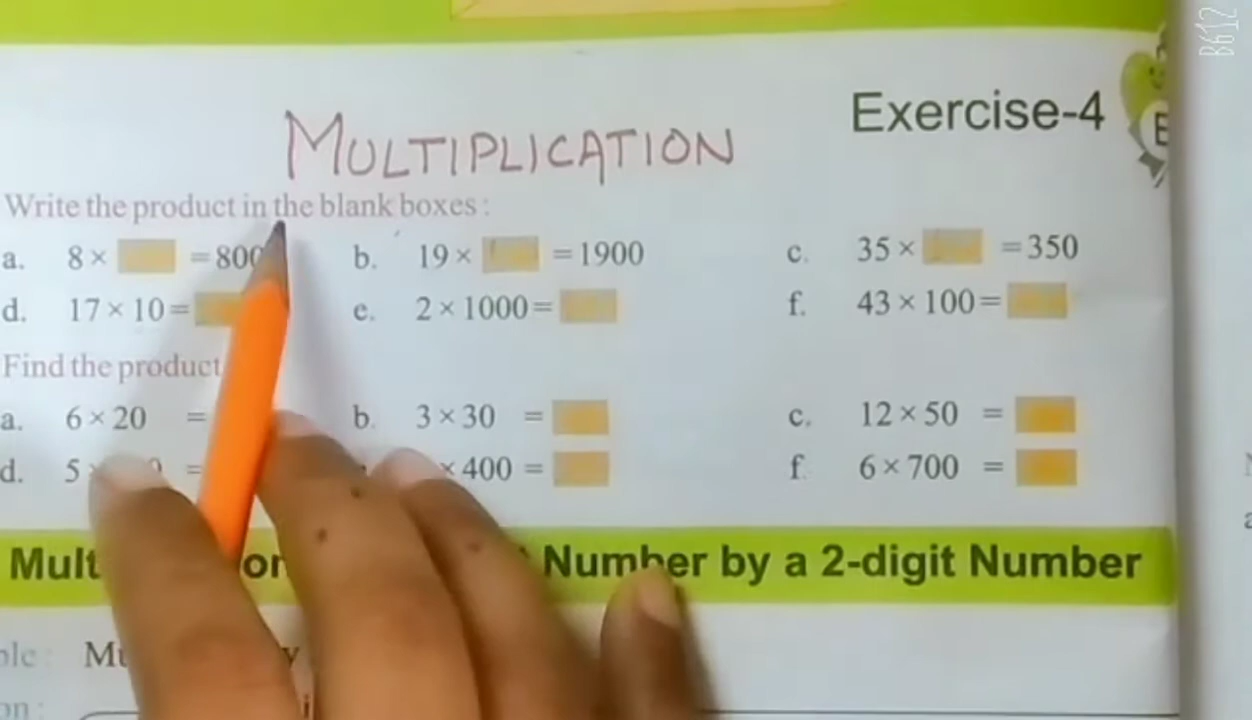 B612
Exercise-4
MULTIPLICATION
Write the product in the blank boxes :
a. 8 × = 800 b. 19 × = 1900 c. 35 × = 350
d. 17 × 10 = e. 2 × 1000 = f. 43 × 100 =
Find the product
a. 6 × 20 = b. 3 × 30 = c. 12 × 50 =
d. 5 = × 400 = f. 6 × 700 =
Number by a 2-digit Number